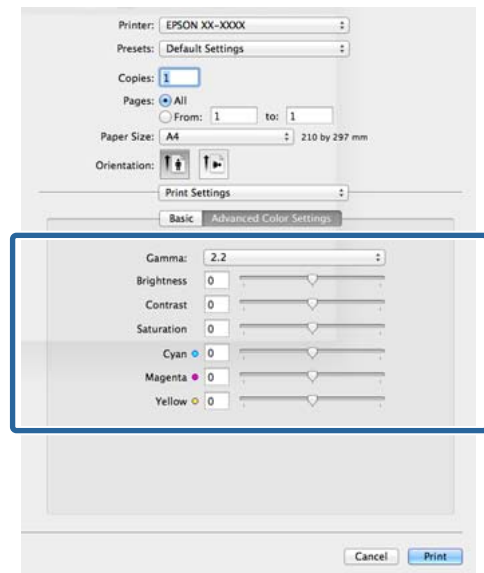 Printer: EPSON XX-XXXX
Presets: Default Settings
Copies: 1
Pages: All
From: 1 to: 1
Paper Size: A4 210 by 297 mm
Orientation:
Print Settings
Basic Advanced Color Settings
Gamma: 2.2
Brightness 0
Contrast 0
Saturation 0
Cyan 0
Magenta 0
Yellow 0
Cancel Print